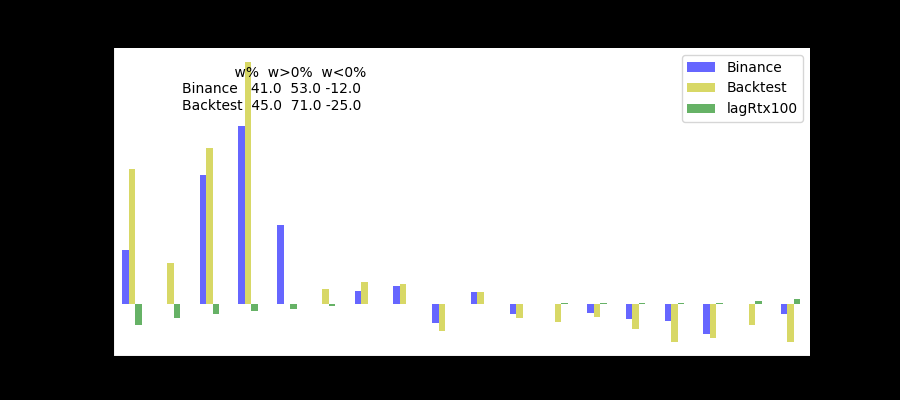 w%  w>0%  w<0%
Binance   41.0  53.0 -12.0
Backtest  45.0  71.0 -25.0
Binance
Backtest
lagRtx100